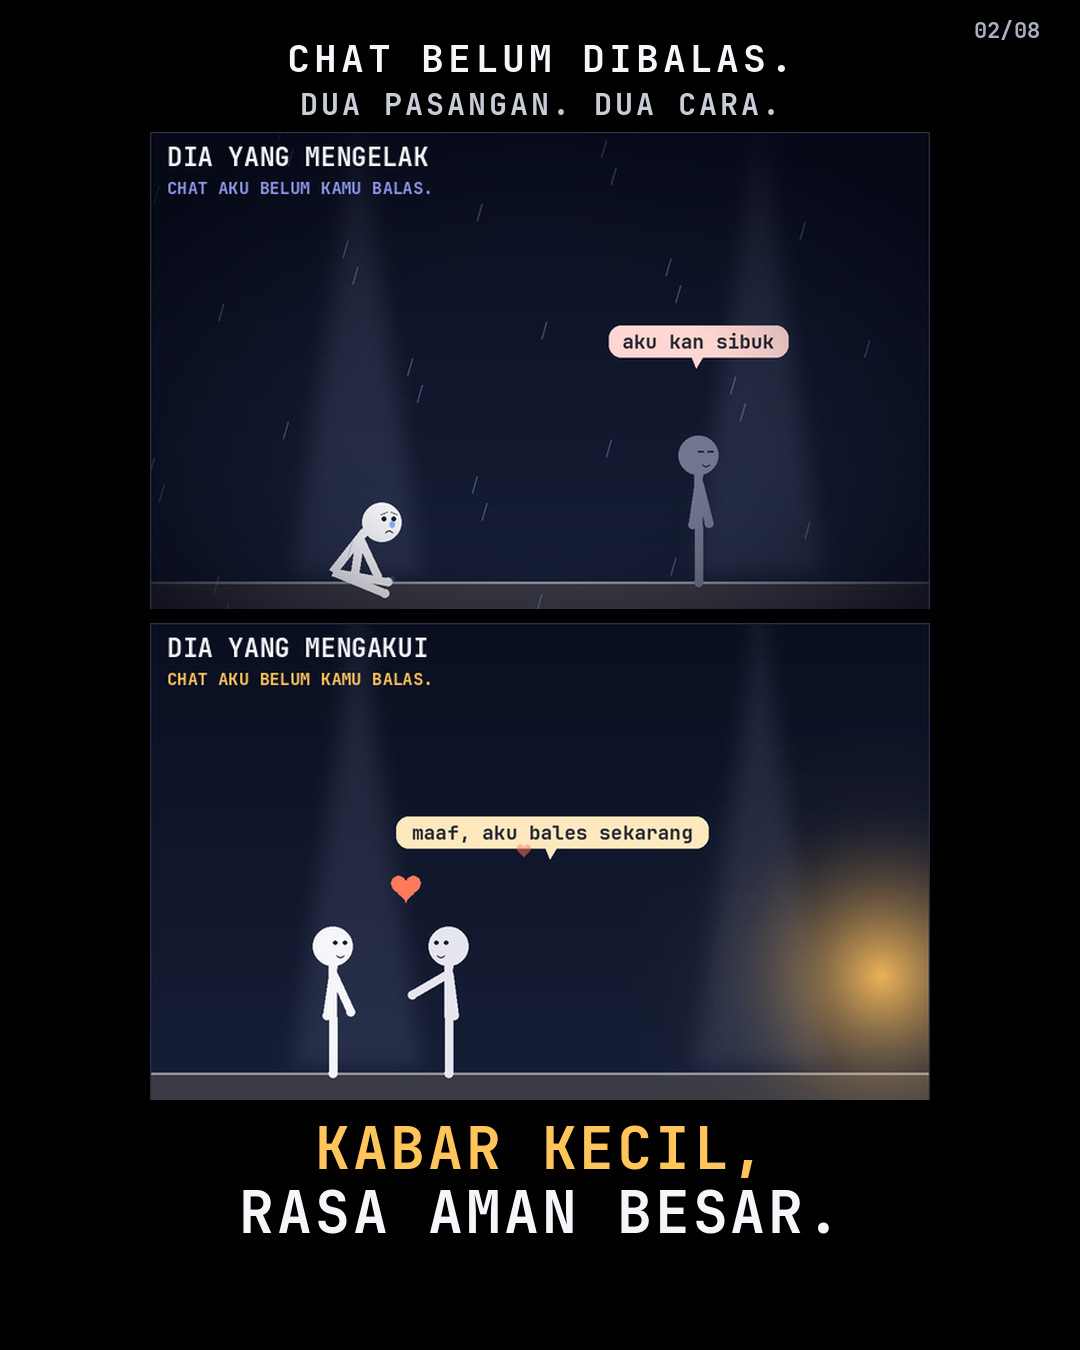 02/08
CHAT BELUM DIBALAS.
DUA PASANGAN. DUA CARA.
DIA YANG MENGELAK
CHAT AKU BELUM KAMU BALAS.
aku kan sibuk
DIA YANG MENGAKUI
CHAT AKU BELUM KAMU BALAS.
maaf, aku bales sekarang
KABAR KECIL,
RASA AMAN BESAR.